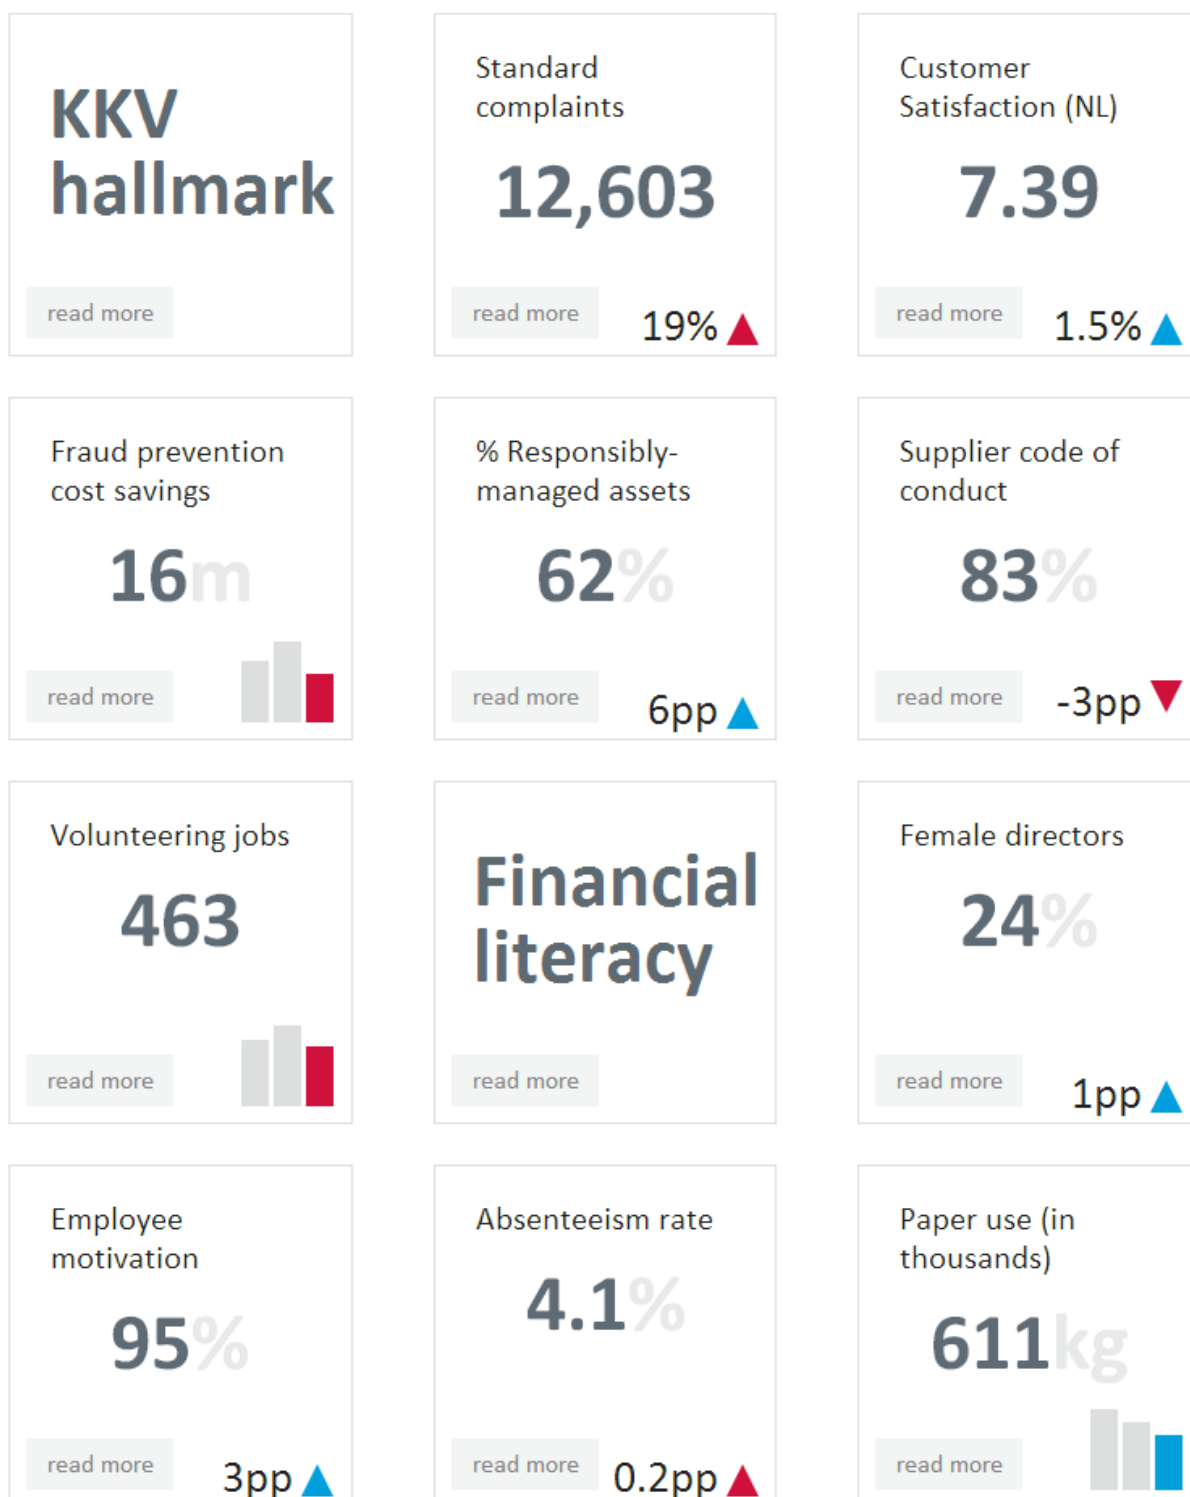 KKV
hallmark
read more
Standard
complaints
12,603
read more
19%
Customer
Satisfaction (NL)
7.39
read more
1.5%
Fraud prevention
cost savings
16m
read more
% Responsibly-
managed assets
62%
read more
6pp
Supplier code of
conduct
83%
read more
-3pp
Volunteering jobs
463
read more
Financial
literacy
read more
Female directors
24%
read more
1pp
Employee
motivation
95%
read more
3pp
Absenteeism rate
4.1%
read more
0.2pp
Paper use (in
thousands)
611kg
read more